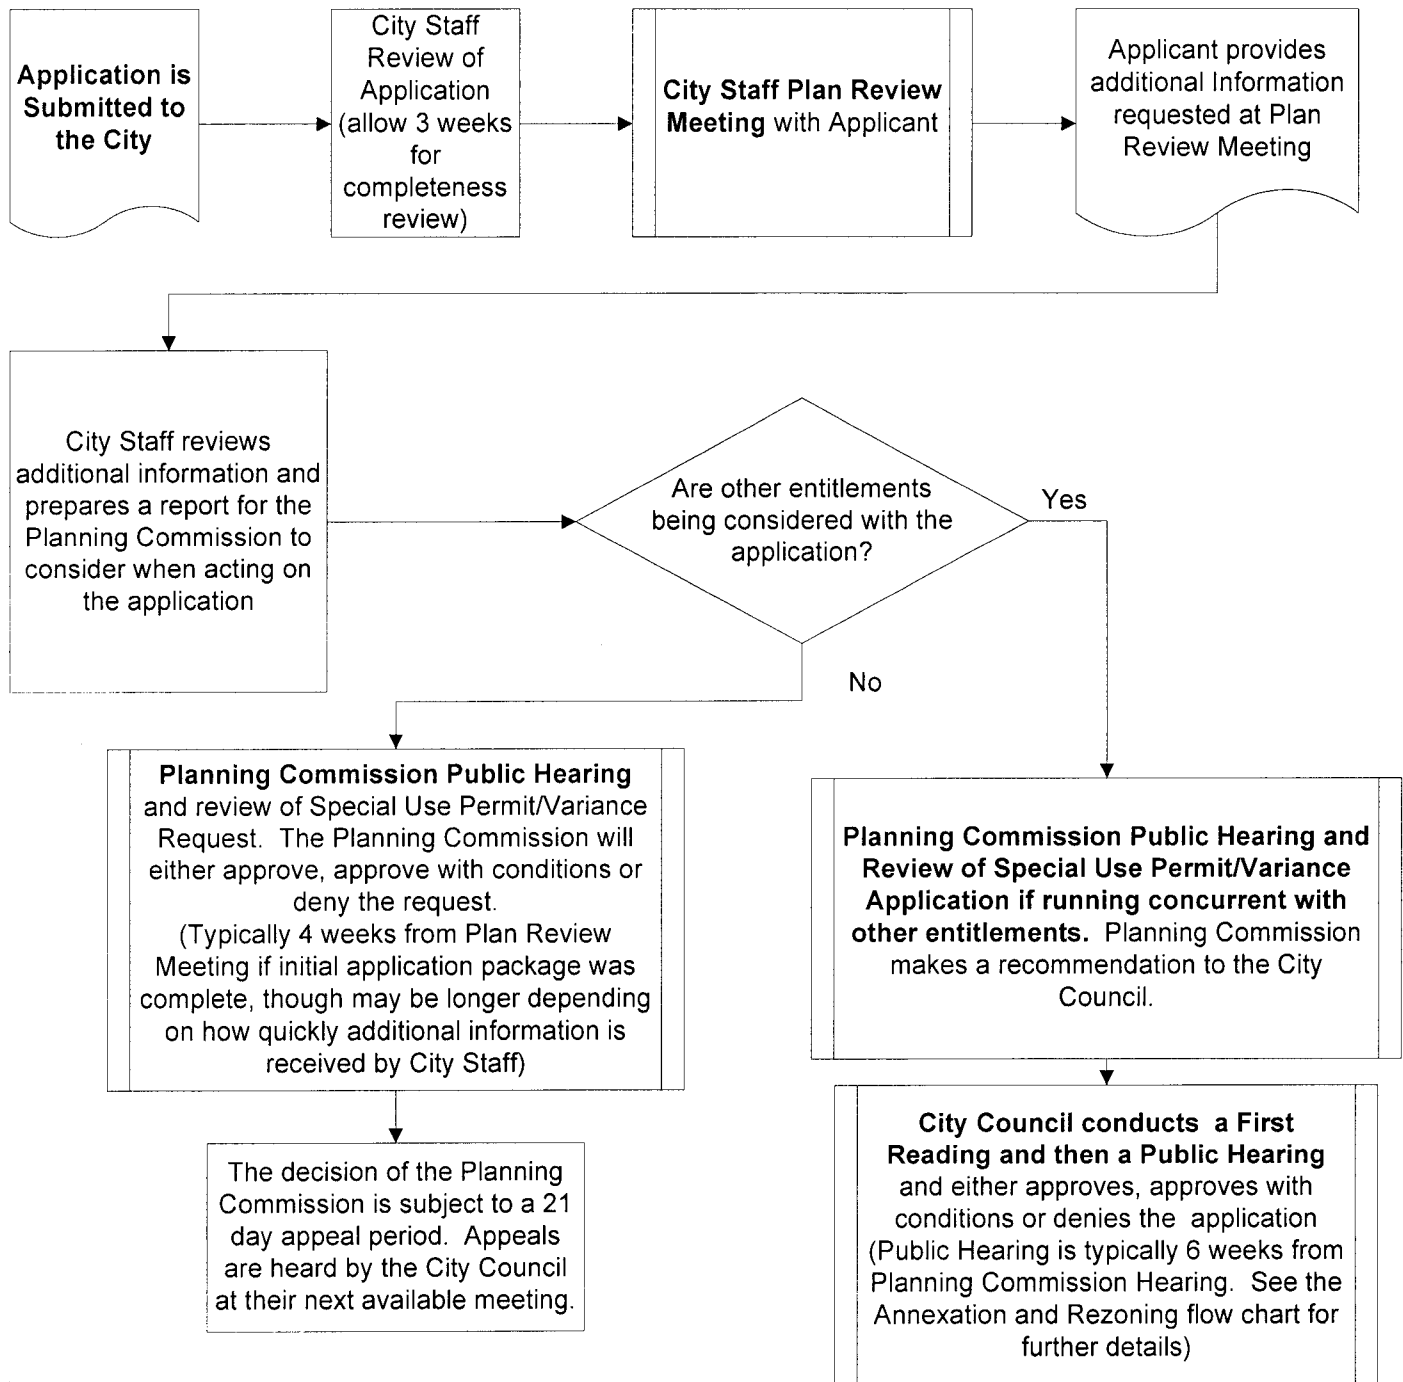 Application is
Submitted to
the City
City Staff
Review of
Application
(allow 3 weeks
for
completeness
review)
City Staff Plan Review
Meeting with Applicant
Applicant provides
additional Information
requested at Plan
Review Meeting
City Staff reviews
additional information and
prepares a report for the
Planning Commission to
consider when acting on
the application
Are other entitlements
being considered with the
application?
Yes
No
Planning Commission Public Hearing
and review of Special Use Permit/Variance
Request. The Planning Commission will
either approve, approve with conditions or
deny the request.
(Typically 4 weeks from Plan Review
Meeting if initial application package was
complete, though may be longer depending
on how quickly additional information is
received by City Staff)
Planning Commission Public Hearing and
Review of Special Use Permit/Variance
Application if running concurrent with
other entitlements. Planning Commission
makes a recommendation to the City
Council.
The decision of the Planning
Commission is subject to a 21
day appeal period. Appeals
are heard by the City Council
at their next available meeting.
City Council conducts a First
Reading and then a Public Hearing
and either approves, approves with
conditions or denies the application
(Public Hearing is typically 6 weeks from
Planning Commission Hearing. See the
Annexation and Rezoning flow chart for
further details)